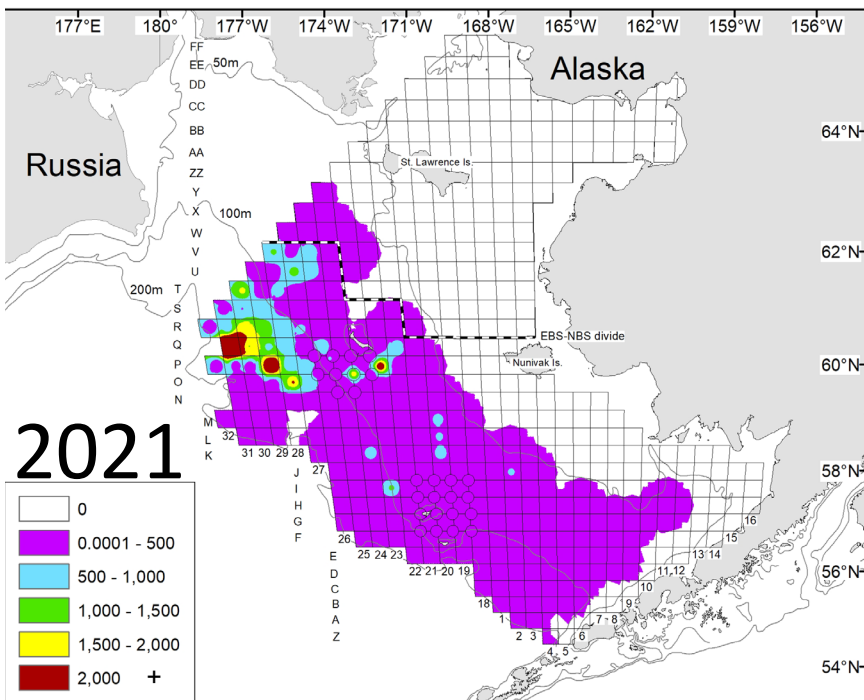 177°E 180° 177°W 174°W 171°W 168°W 165°W 162°W 159°W 156°W
FF
EE 50m
DD
CC
BB
AA
ZZ
Y
X
W
V
U
T
S
R
Q
P
O
N
M
L
K
Alaska
Russia
St. Lawrence Is.
100m
200m
EBS-NBS divide
Nunivak Is.
64°N
62°N
60°N
58°N
56°N
54°N
32
31 30 29 28
27
J
I
H
G
F
26
25 24 23
22 21 20 19
E
D
C
B
A
Z
18
1
2 3
4 5
6
7 8
9
10
11 12
13 14
15
16
2021
0
0.0001 - 500
500 - 1,000
1,000 - 1,500
1,500 - 2,000
2,000 +